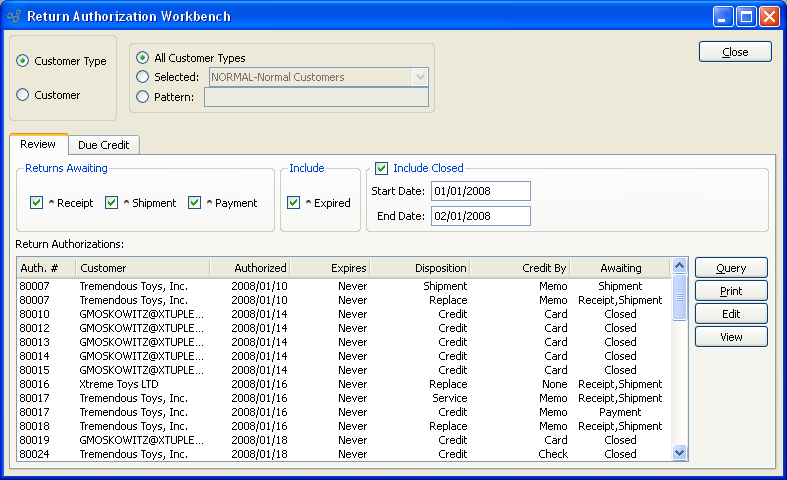 Return Authorization Workbench
Customer Type
Customer
All Customer Types
Selected: NORMAL-Normal Customers
Pattern:
Close
Review Due Credit
Returns Awaiting
^ Receipt ^ Shipment ^ Payment
Include
^ Expired
Include Closed
Start Date: 01/01/2008
End Date: 02/01/2008
Return Authorizations:
Auth. # Customer Authorized Expires Disposition Credit By Awaiting
80007 Tremendous Toys, Inc. 2008/01/10 Never Shipment Memo Shipment
80007 Tremendous Toys, Inc. 2008/01/10 Never Replace Memo Receipt,Shipment
80010 GMOSKOWITZ@XTUPLE... 2008/01/14 Never Credit Card Closed
80012 GMOSKOWITZ@XTUPLE... 2008/01/14 Never Credit Card Closed
80013 GMOSKOWITZ@XTUPLE... 2008/01/14 Never Credit Card Closed
80014 GMOSKOWITZ@XTUPLE... 2008/01/14 Never Credit Card Closed
80015 GMOSKOWITZ@XTUPLE... 2008/01/14 Never Credit Card Closed
80016 Xtreme Toys LTD 2008/01/16 Never Replace None Receipt,Shipment
80017 Tremendous Toys, Inc. 2008/01/16 Never Service Memo Receipt,Shipment
80017 Tremendous Toys, Inc. 2008/01/16 Never Credit Memo Payment
80018 Tremendous Toys, Inc. 2008/01/16 Never Replace Memo Receipt,Shipment
80019 GMOSKOWITZ@XTUPLE... 2008/01/18 Never Credit Card Closed
80024 Tremendous Toys, Inc. 2008/01/18 Never Credit Check Closed
Query
Print
Edit
View